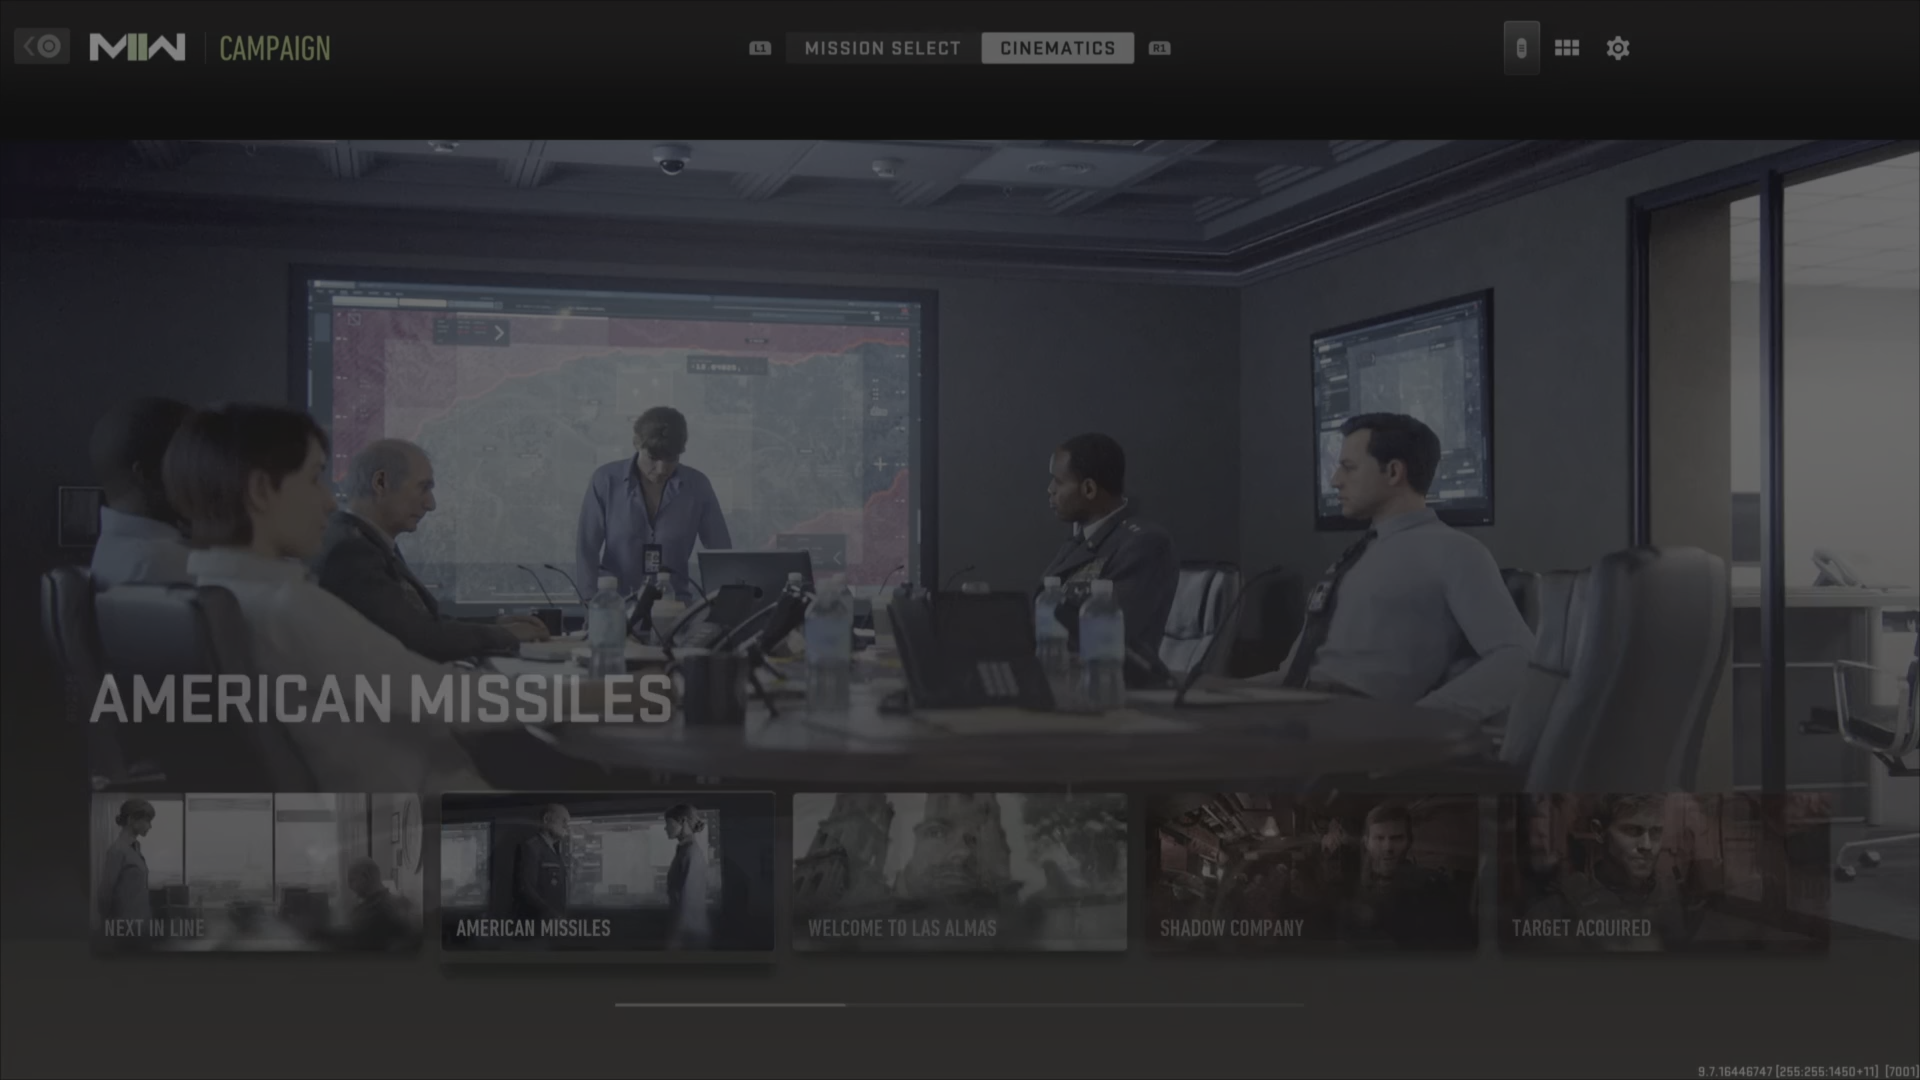 MIIW CAMPAIGN
L1 MISSION SELECT CINEMATICS R1
AMERICAN MISSILES
NEXT IN LINE
AMERICAN MISSILES
WELCOME TO LAS ALMAS
SHADOW COMPANY
TARGET ACQUIRED
9.7.16446747 [255:255:1450+11] [7001]